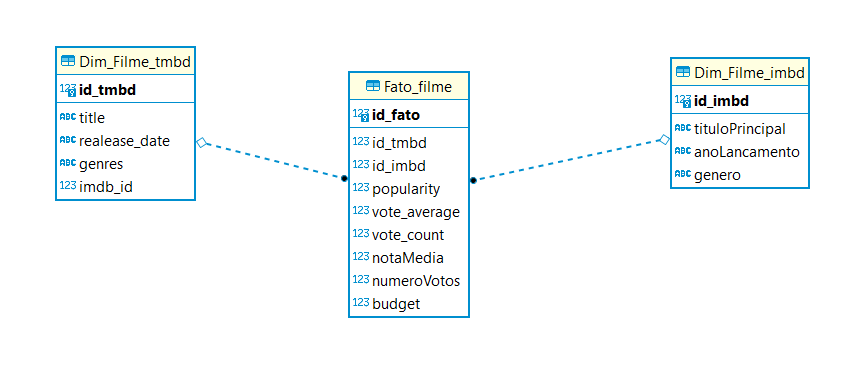 Dim_Filme_tmbd
123 id_tmbd
ABC title
ABC realease_date
ABC genres
123 imdb_id
Fato_filme
123 id_fato
123 id_tmbd
123 id_imbd
123 popularity
123 vote_average
123 vote_count
123 notaMedia
123 numeroVotos
123 budget
Dim_Filme_imbd
123 id_imbd
ABC tituloPrincipal
ABC anoLancamento
ABC genero